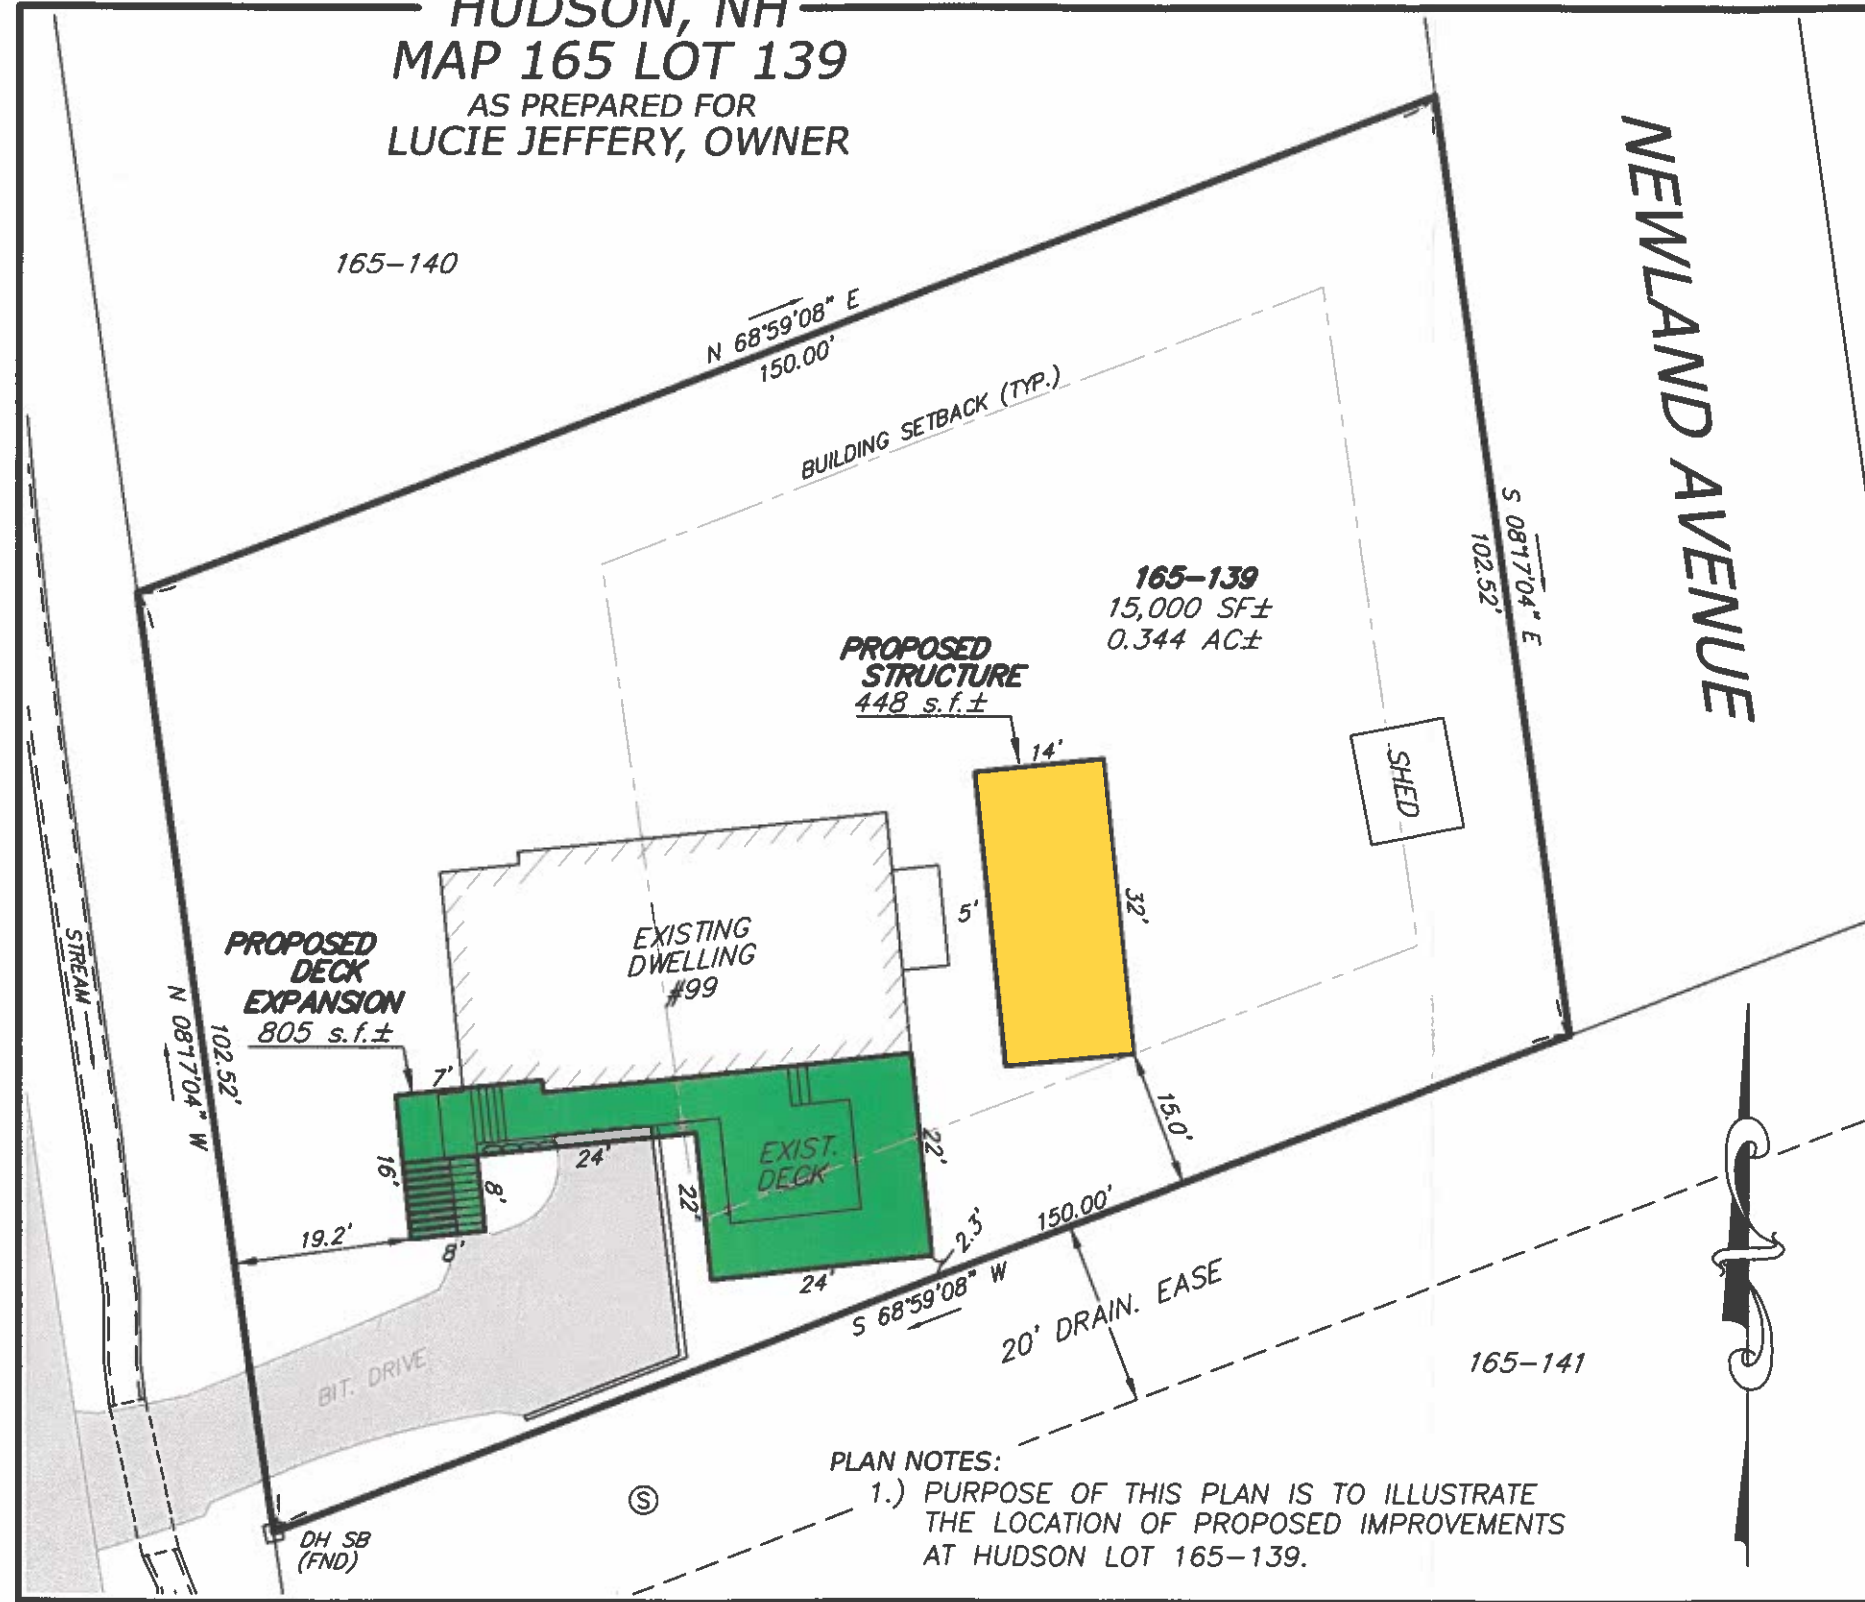 HUDSON, NH
MAP 165 LOT 139
AS PREPARED FOR
LUCIE JEFFERY, OWNER
165-140
N 68°59'08" E
150.00'
BUILDING SETBACK (TYP.)
NEWLAND AVENUE
S 08°17'04" E
102.52'
165-139
15,000 SF±
0.344 AC±
PROPOSED
STRUCTURE
448 s.f.±
14'
32'
5'
SHED
EXISTING
DWELLING
#99
STREAM
PROPOSED
DECK
EXPANSION
805 s.f.±
N 08°17'04" W
102.52'
7'
16'
8'
8'
24'
22'
EXIST.
DECK
22'
24'
19.2'
15.0'
2.3'
150.00'
S 68°59'08" W
20' DRAIN. EASE
BIT. DRIVE
165-141
S
DH SB
(FND)
PLAN NOTES:
1.) PURPOSE OF THIS PLAN IS TO ILLUSTRATE
THE LOCATION OF PROPOSED IMPROVEMENTS
AT HUDSON LOT 165-139.